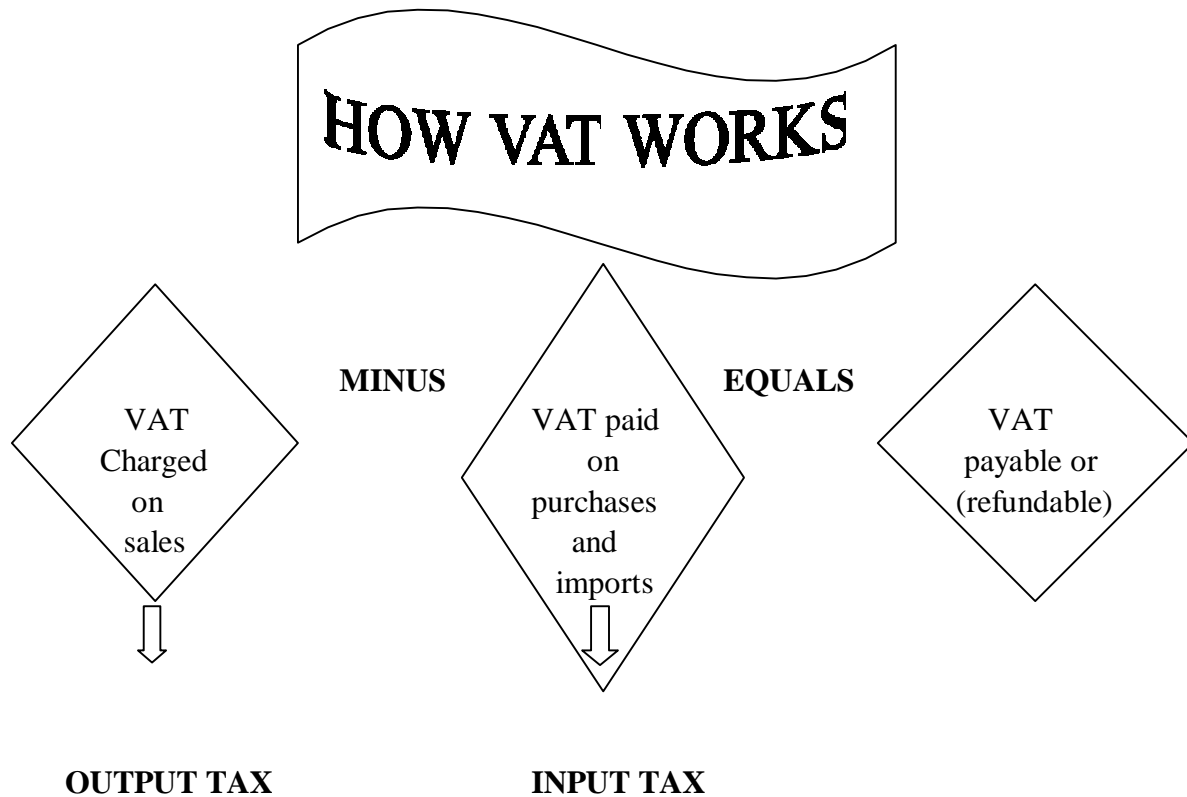 HOW VAT WORKS
MINUS
EQUALS
VAT
Charged
on
sales
VAT paid
on
purchases
and
imports
VAT
payable or
(refundable)
OUTPUT TAX
INPUT TAX